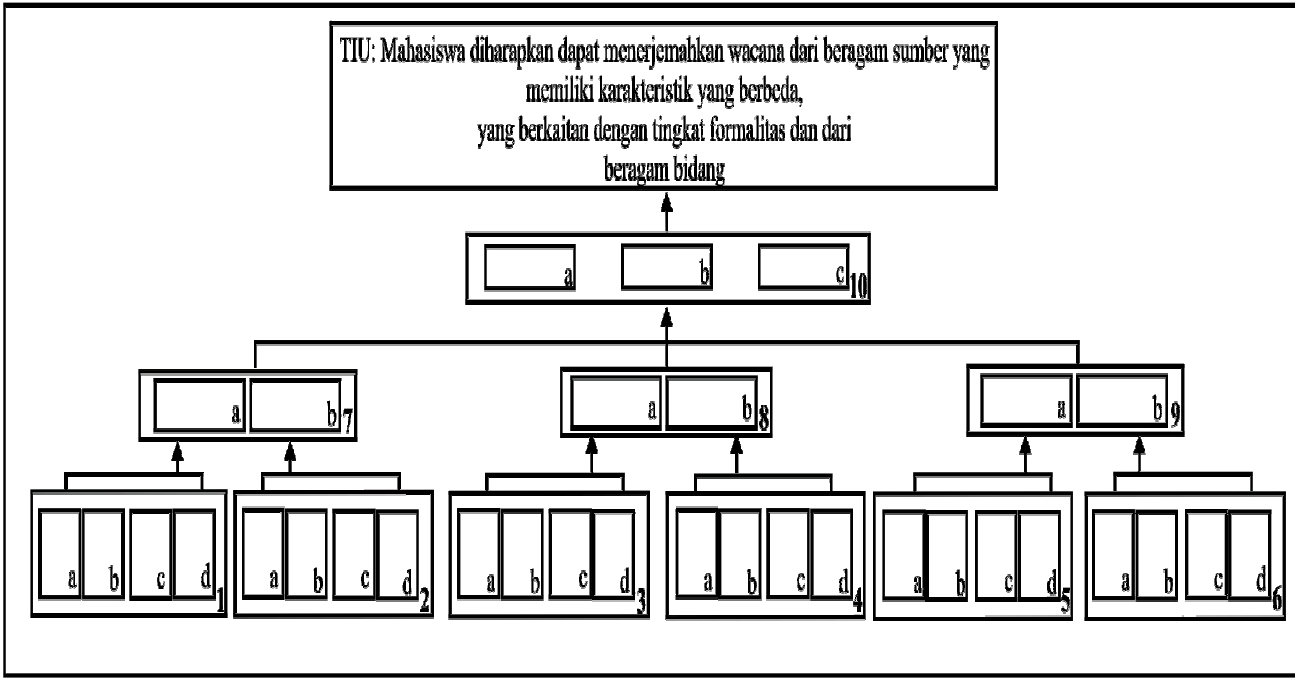 TIU: Mahasiswa diharapkan dapat menerjemahkan wacana dari beragam sumber yang
memiliki karakteristik yang berbeda,
yang berkaitan dengan tingkat formalitas dan dari
beragam bidang
a b c 10
a b 7
a b 8
a b 9
a b c d 1
a b c d 2
a b c d 3
a b c d 4
a b c d 5
a b c d 6